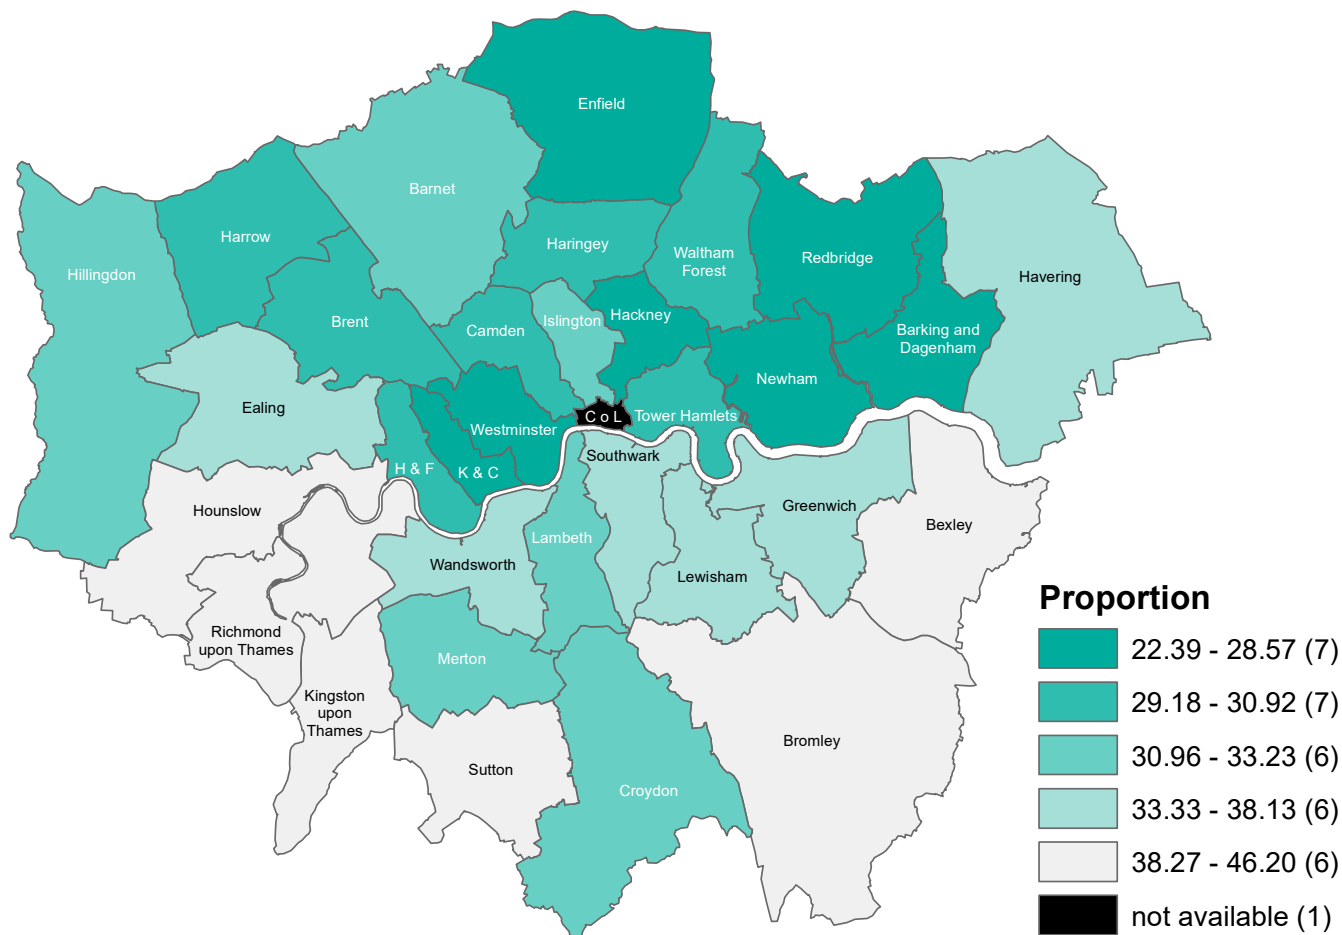 Enfield
Barnet
Harrow
Haringey
Waltham
Forest
Redbridge
Hillingdon
Havering
Brent
Camden
Islington
Hackney
Barking and
Dagenham
Newham
Ealing
C o L
Tower Hamlets
Westminster
H & F
K & C
Southwark
Hounslow
Greenwich
Bexley
Lambeth
Wandsworth
Lewisham
Richmond
upon Thames
Merton
Kingston
upon
Thames
Sutton
Bromley
Croydon
Proportion
22.39 - 28.57 (7)
29.18 - 30.92 (7)
30.96 - 33.23 (6)
33.33 - 38.13 (6)
38.27 - 46.20 (6)
not available (1)